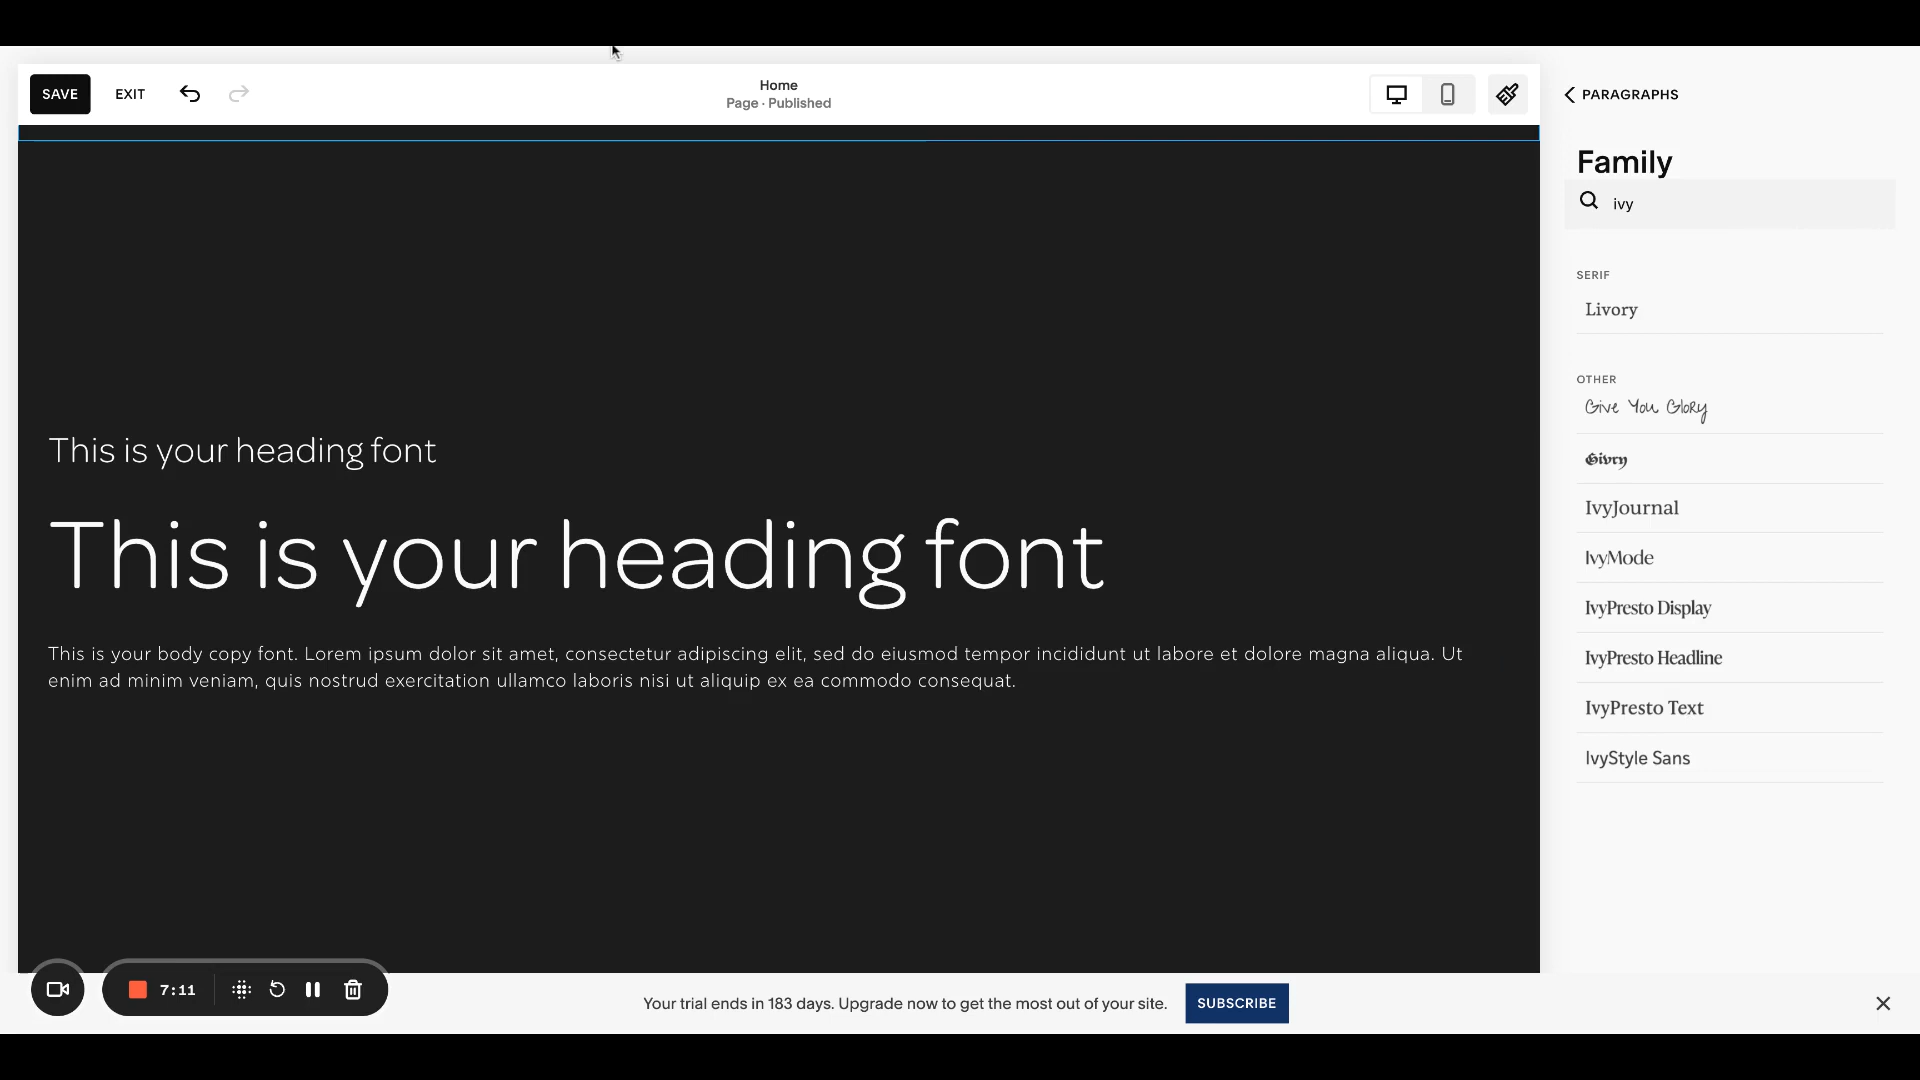 SAVE
EXIT
Home
Page · Published
PARAGRAPHS
Family
ivy
SERIF
Livory
OTHER
Give You Glory
Givry
IvyJournal
IvyMode
IvyPresto Display
IvyPresto Headline
IvyPresto Text
IvyStyle Sans
This is your heading font
This is your heading font
This is your body copy font. Lorem ipsum dolor sit amet, consectetur adipiscing elit, sed do eiusmod tempor incididunt ut labore et dolore magna aliqua. Ut
enim ad minim veniam, quis nostrud exercitation ullamco laboris nisi ut aliquip ex ea commodo consequat.
7:11
Your trial ends in 183 days. Upgrade now to get the most out of your site.
SUBSCRIBE